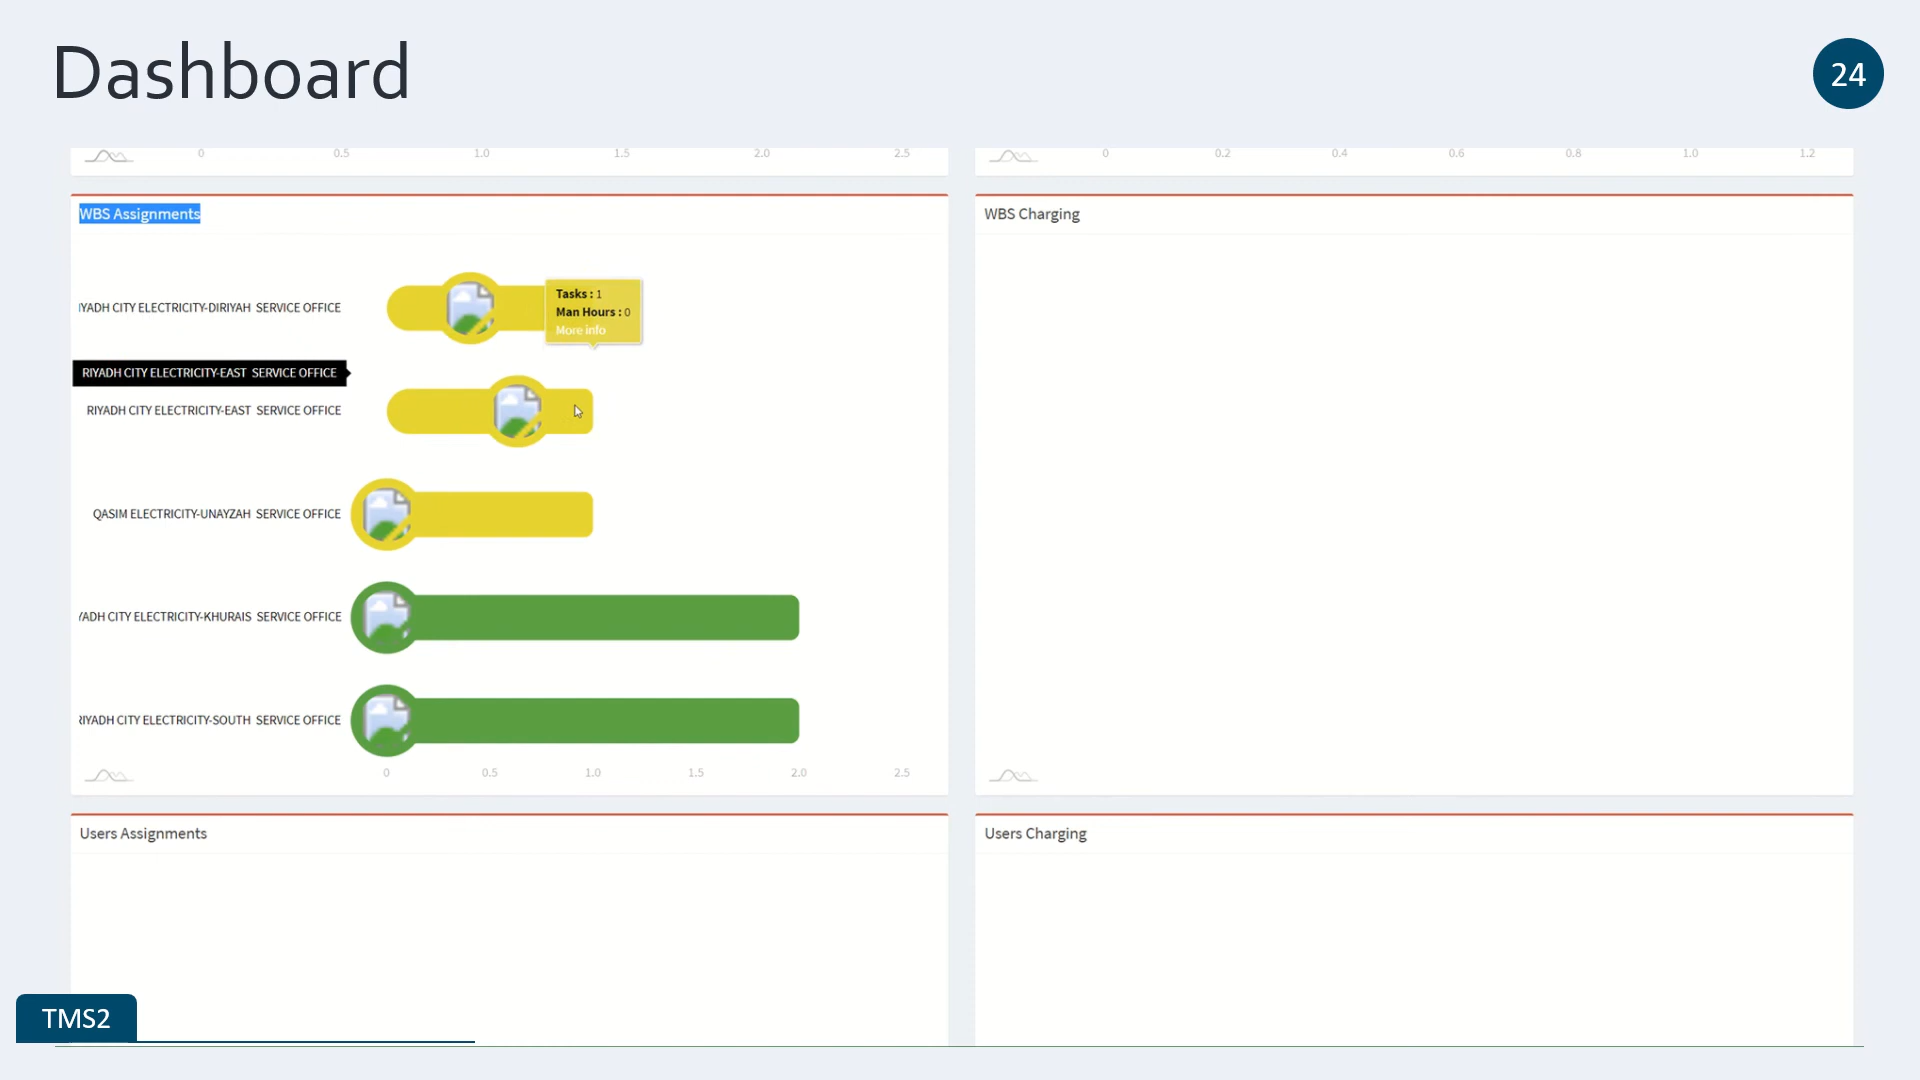 Dashboard
24
0 0.5 1.0 1.5 2.0 2.5
0 0.2 0.4 0.6 0.8 1.0 1.2
WBS Assignments
WBS Charging
IYADH CITY ELECTRICITY-DIRIYAH SERVICE OFFICE
Tasks : 1
Man Hours : 0
More info
RIYADH CITY ELECTRICITY-EAST SERVICE OFFICE
RIYADH CITY ELECTRICITY-EAST SERVICE OFFICE
QASIM ELECTRICITY-UNAYZAH SERVICE OFFICE
YADH CITY ELECTRICITY-KHURAIS SERVICE OFFICE
RIYADH CITY ELECTRICITY-SOUTH SERVICE OFFICE
0 0.5 1.0 1.5 2.0 2.5
Users Assignments
Users Charging
TMS2